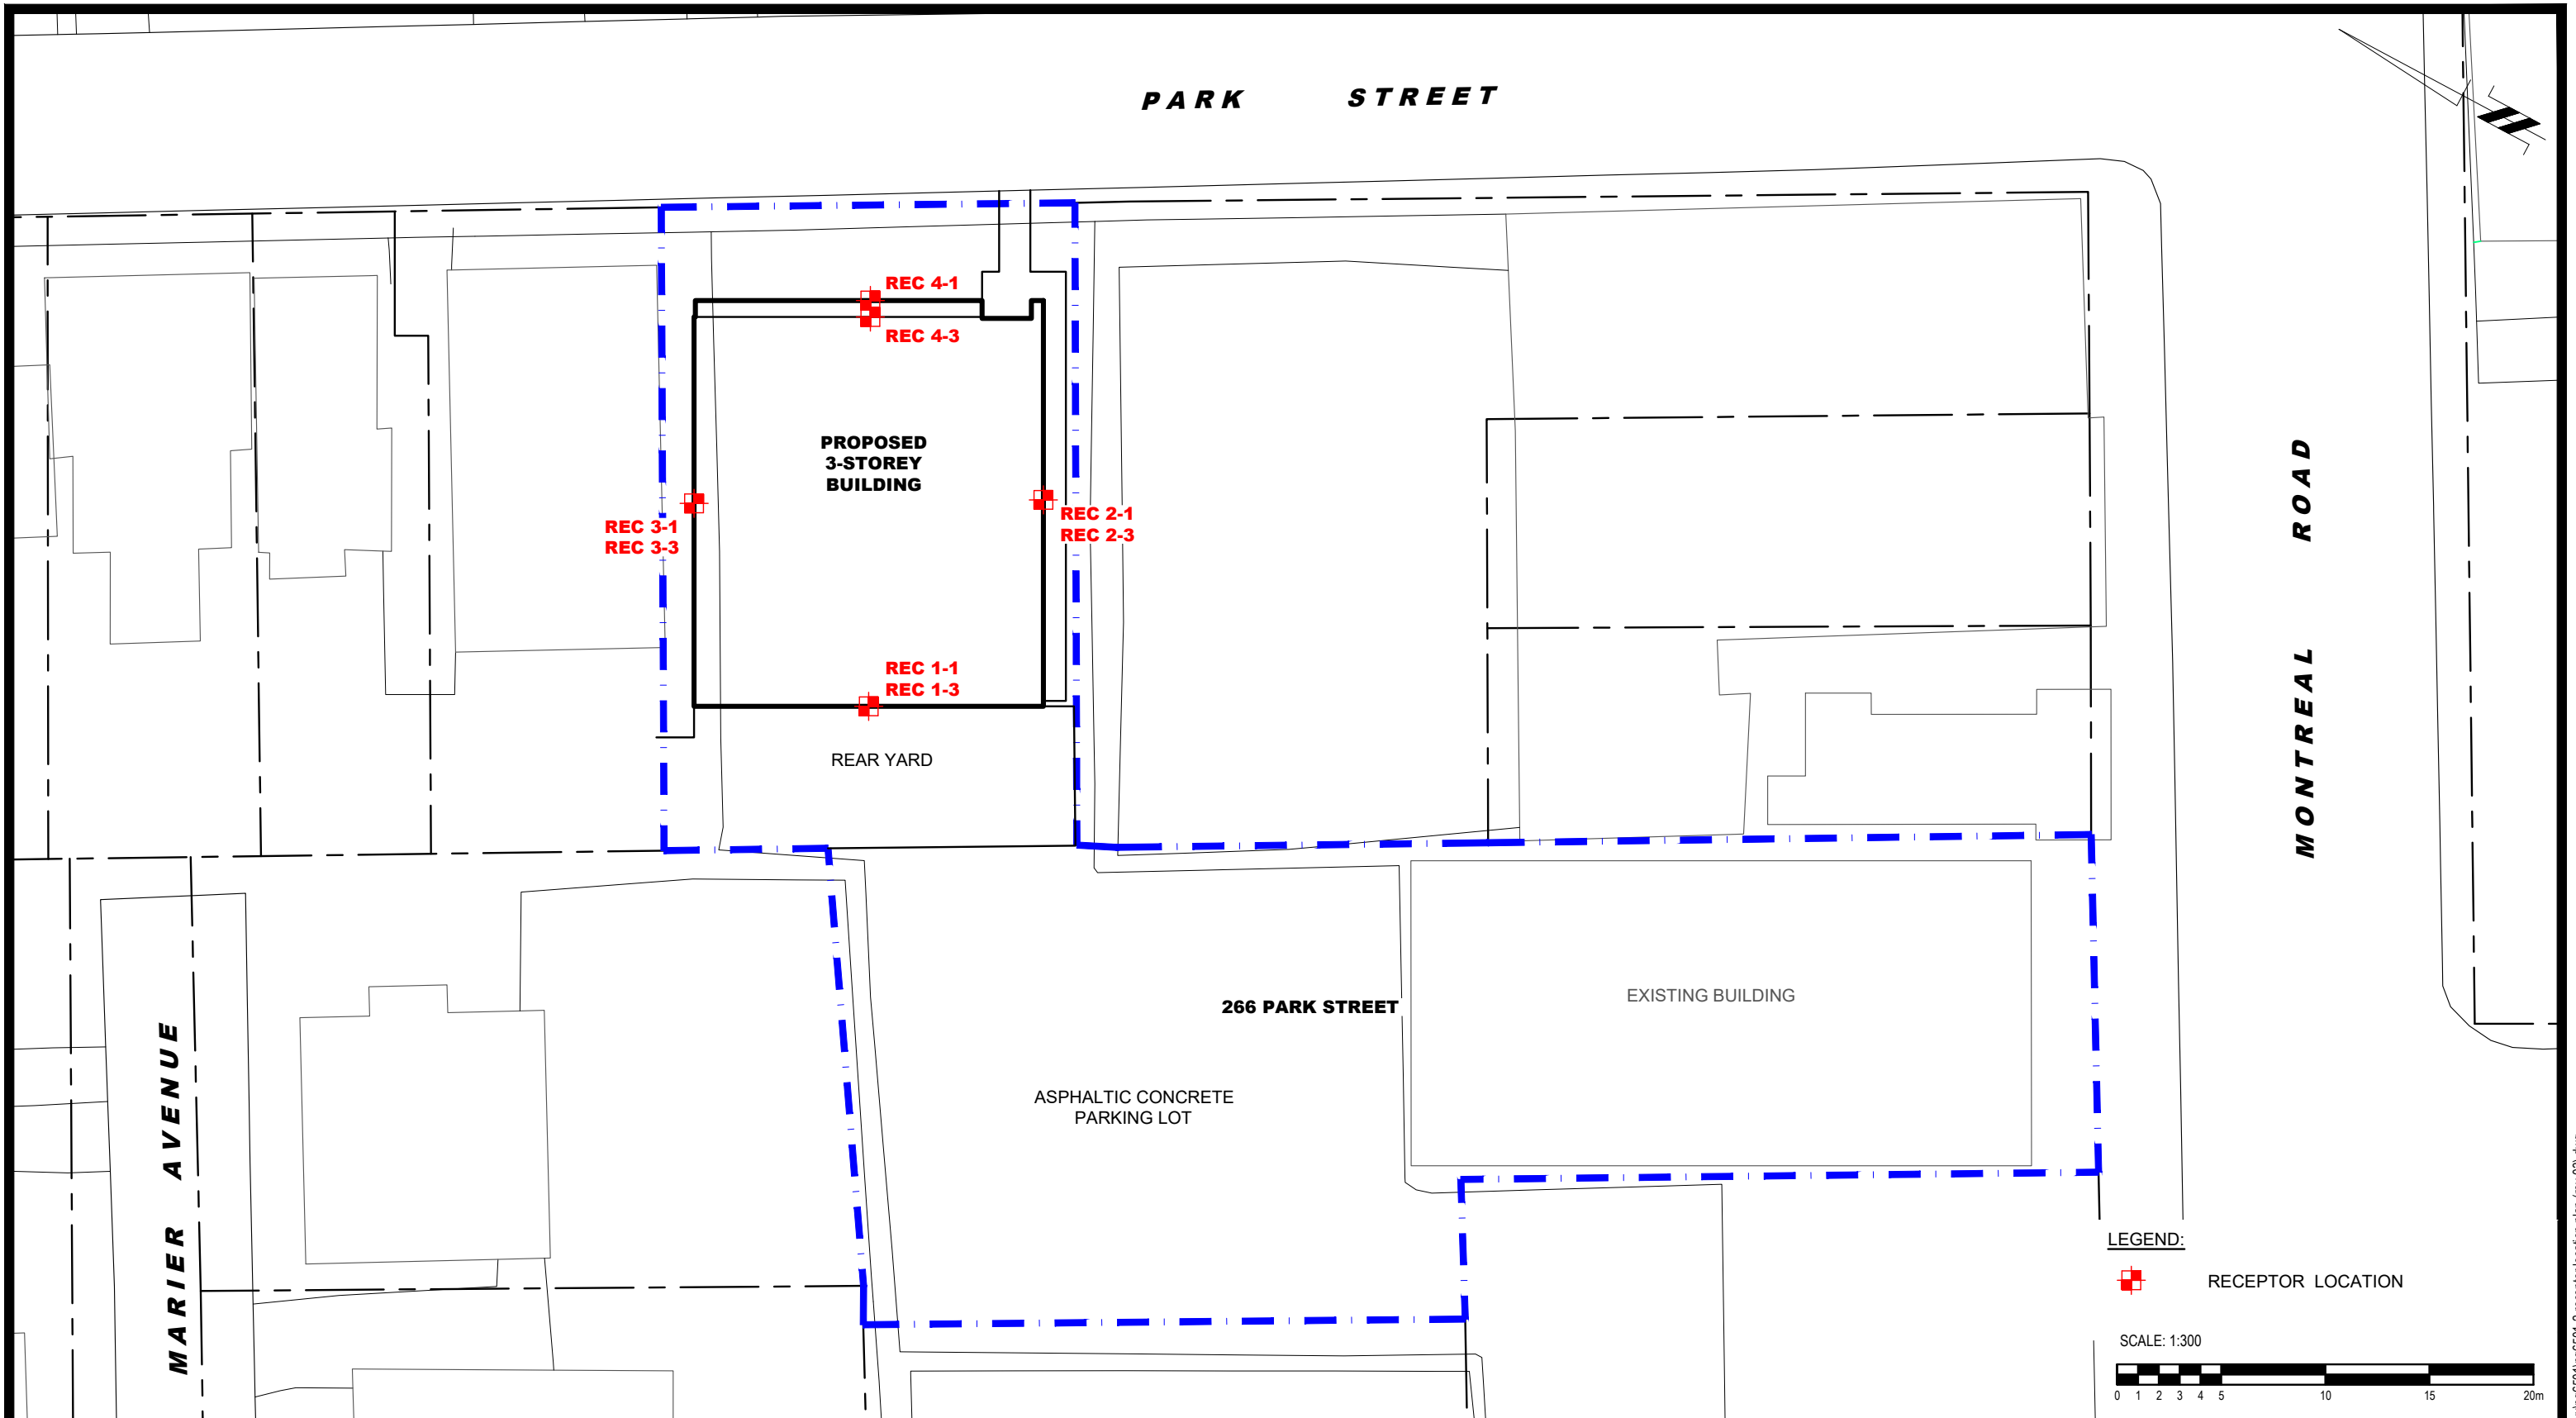 PARK STREET
REC 4-1
REC 4-3
PROPOSED
3-STOREY
BUILDING
REC 3-1
REC 3-3
REC 2-1
REC 2-3
REC 1-1
REC 1-3
REAR YARD
MONTREAL ROAD
266 PARK STREET
EXISTING BUILDING
ASPHALTIC CONCRETE
PARKING LOT
MARIER AVENUE
LEGEND:
RECEPTOR LOCATION
SCALE: 1:300
0 1 2 3 4 5 10 15 20m